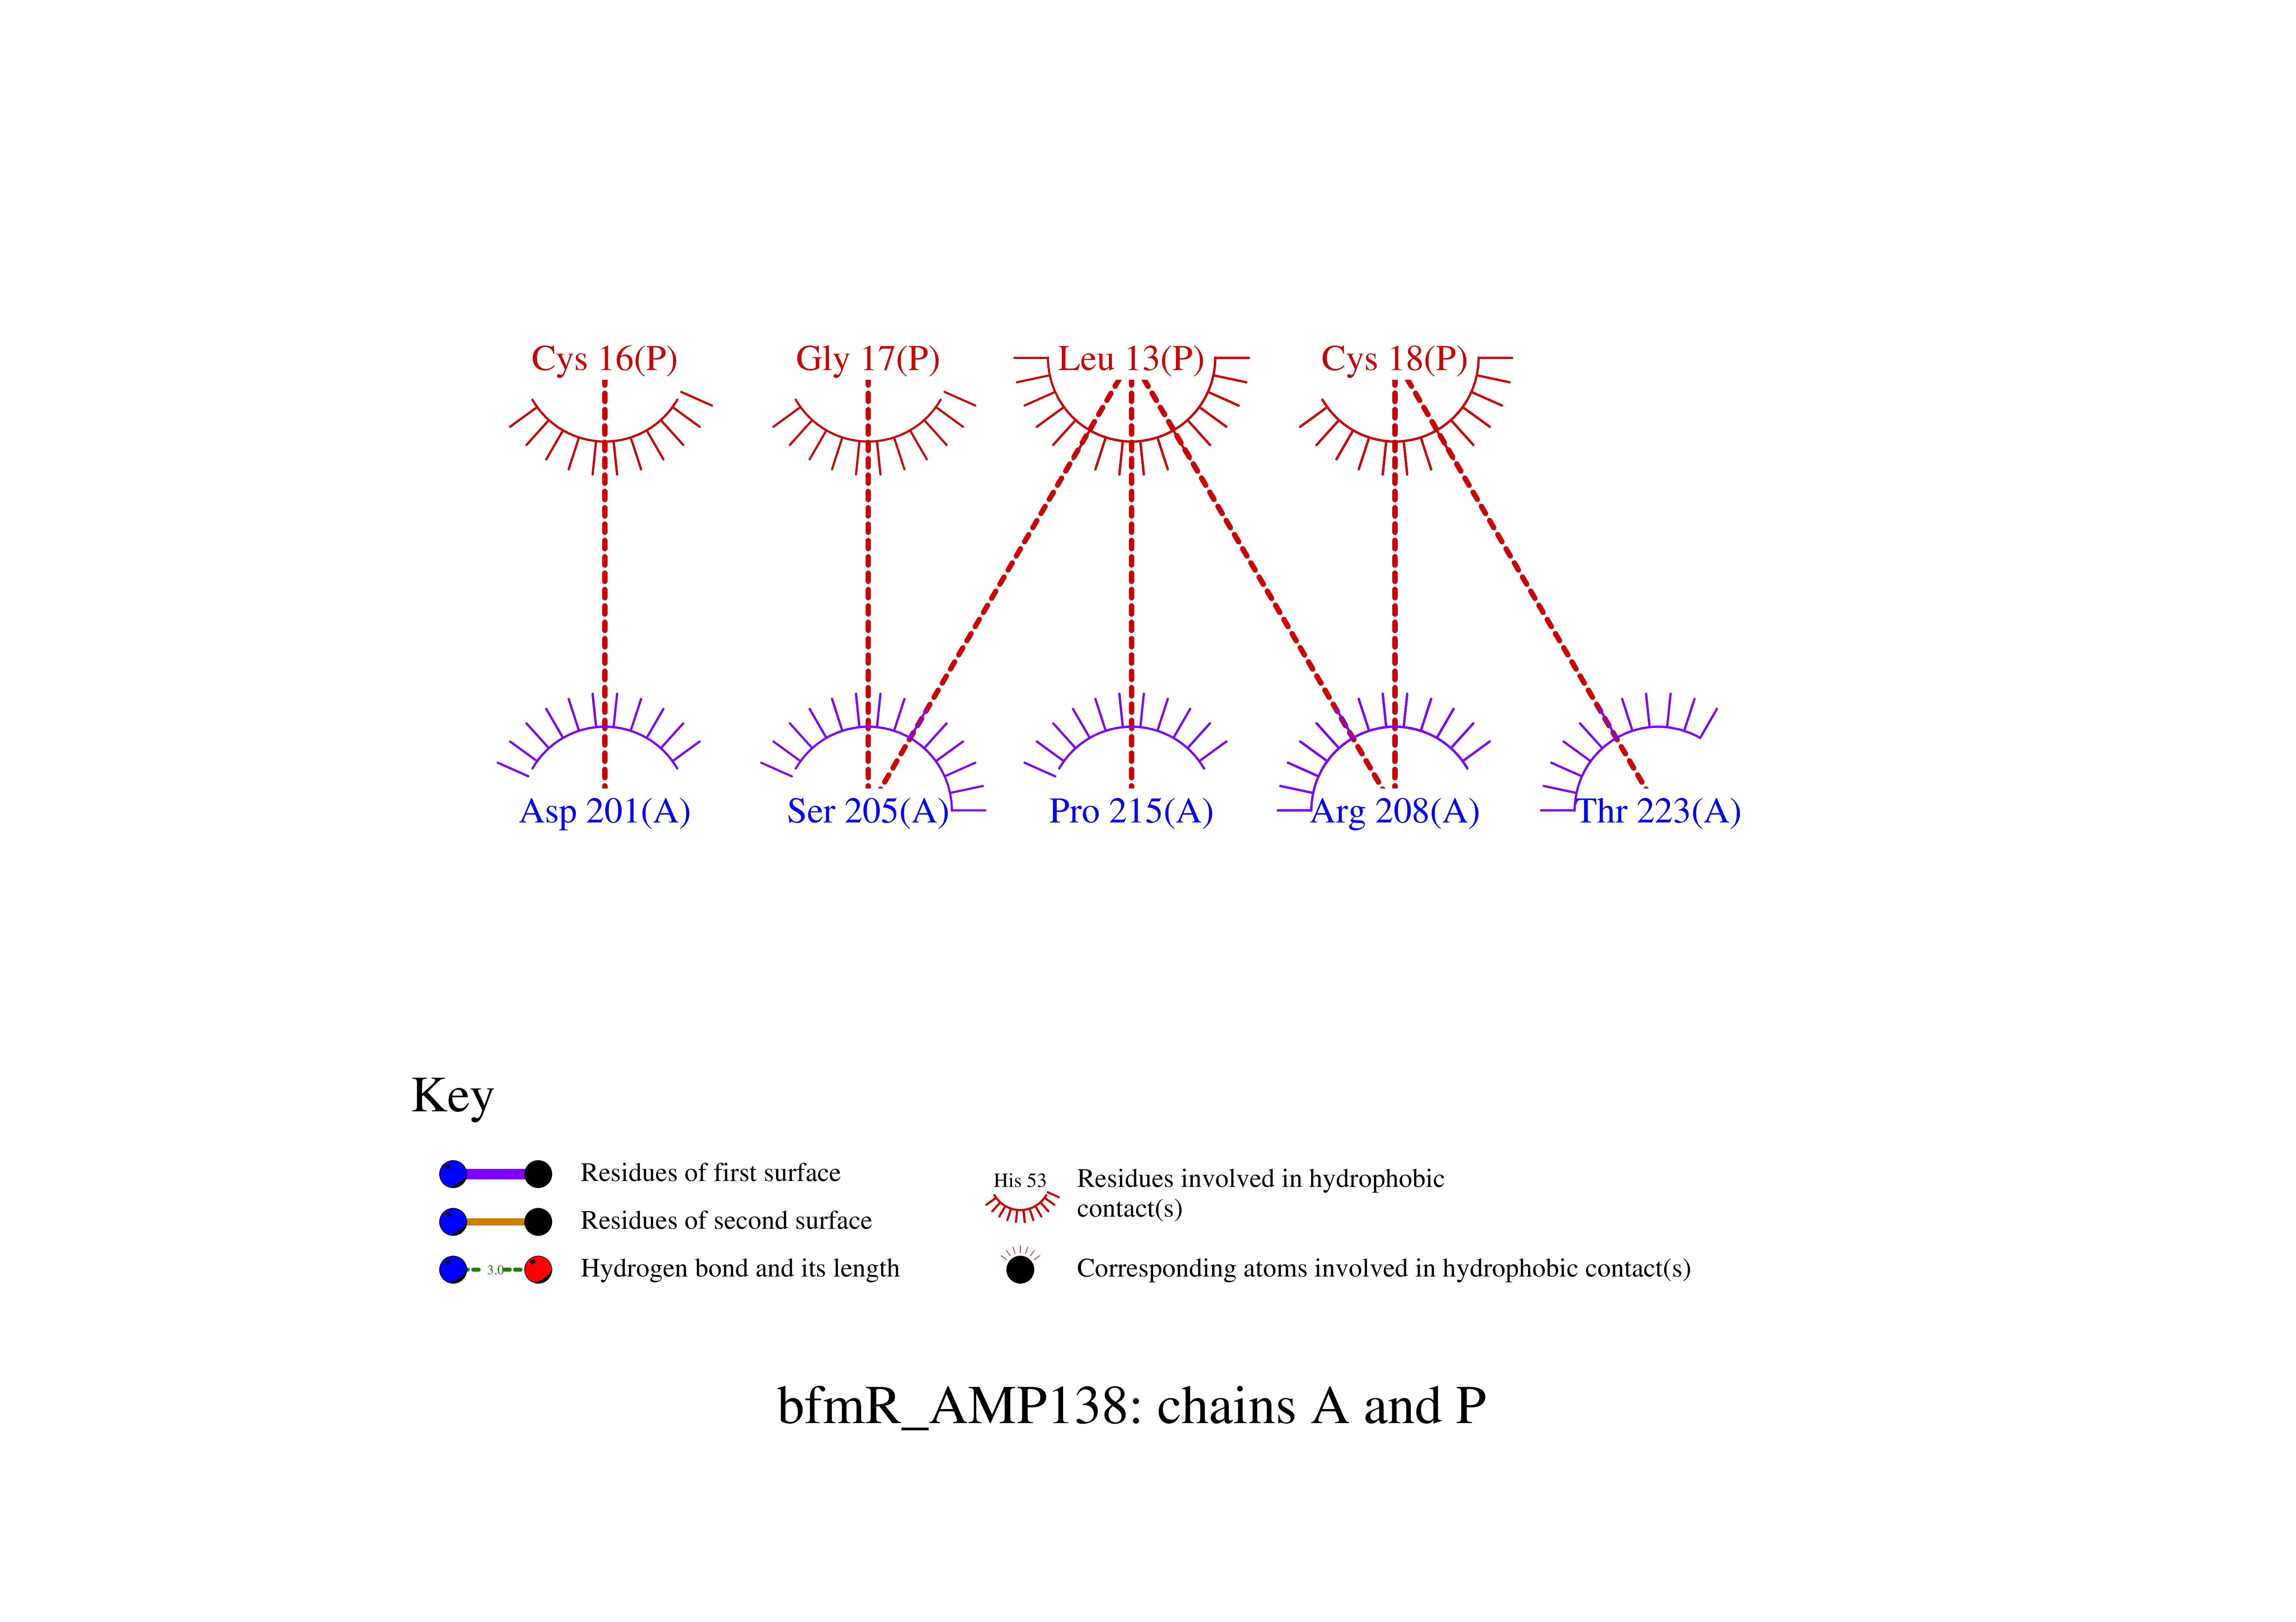 Cys 16(P) Gly 17(P) Leu 13(P) Cys 18(P)
Asp 201(A) Ser 205(A) Pro 215(A) Arg 208(A) Thr 223(A)
Key
Residues of first surface
Residues of second surface
3.0 Hydrogen bond and its length
His 53 Residues involved in hydrophobic
contact(s)
Corresponding atoms involved in hydrophobic contact(s)
bfmR_AMP138: chains A and P